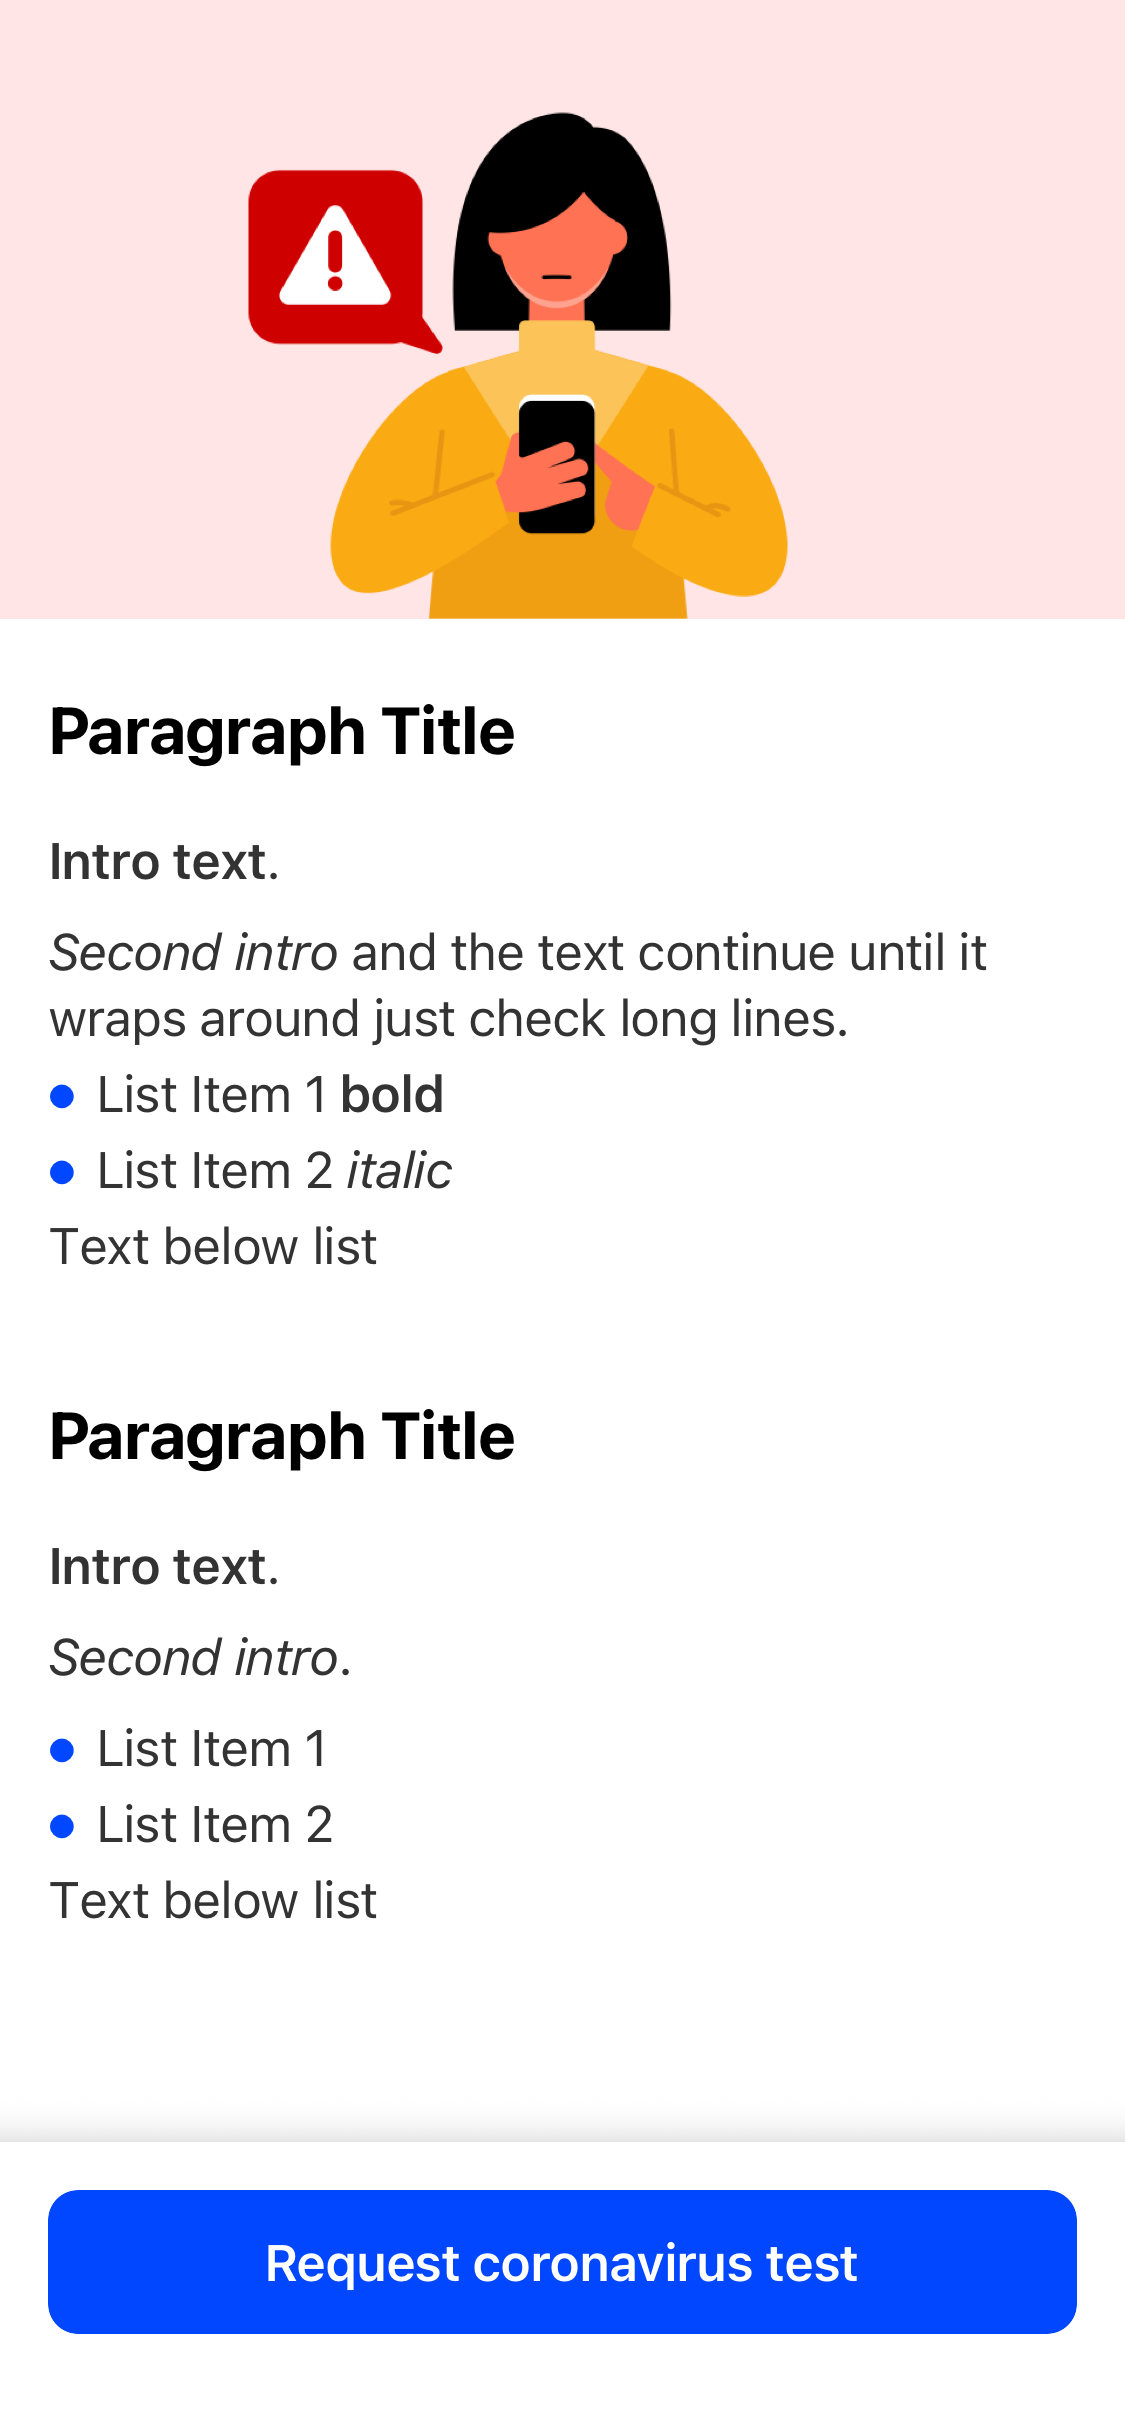 Paragraph Title
Intro text.
Second intro and the text continue until it
wraps around just check long lines.
● List Item 1 bold
● List Item 2 italic
Text below list
Paragraph Title
Intro text.
Second intro.
● List Item 1
● List Item 2
Text below list
Request coronavirus test